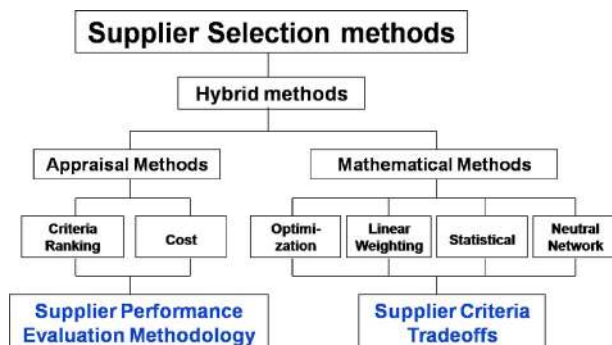 Supplier Selection methods
Hybrid methods
Appraisal Methods
Mathematical Methods
Criteria
Ranking
Cost
Optimi-
zation
Linear
Weighting
Statistical
Neutral
Network
Supplier Performance
Evaluation Methodology
Supplier Criteria
Tradeoffs